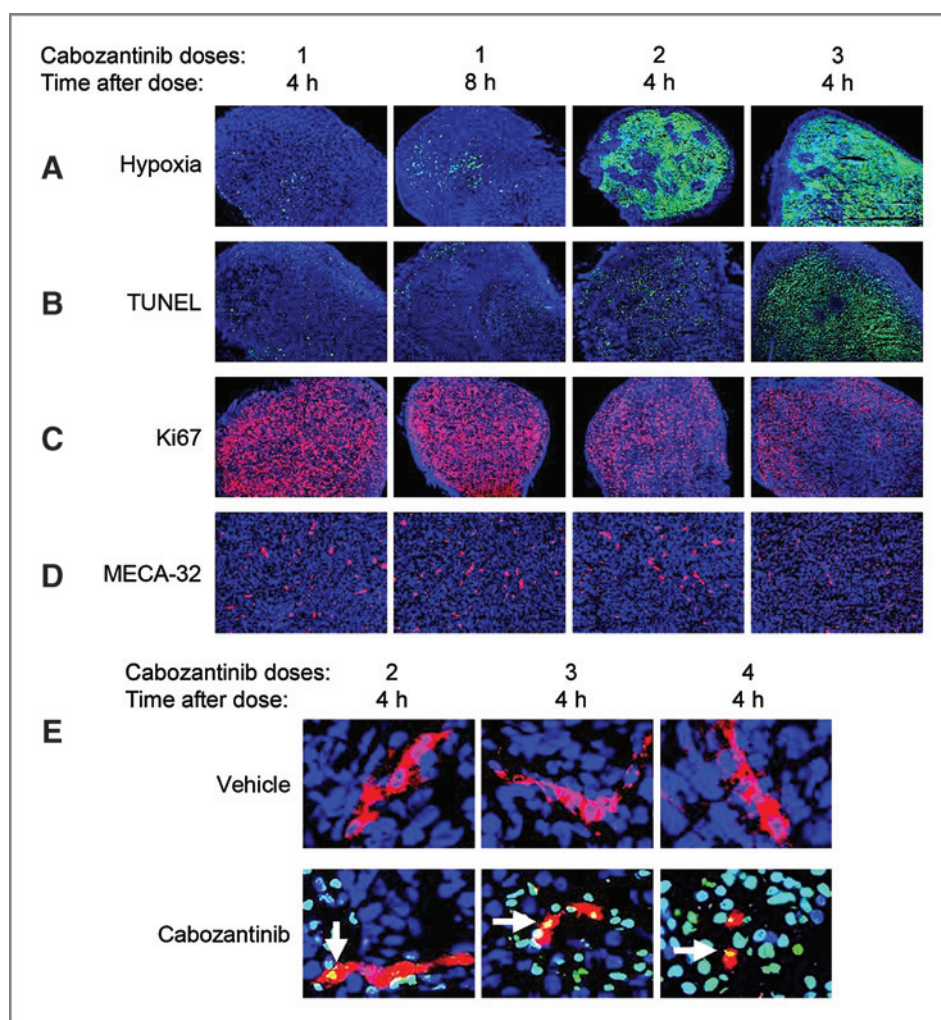 Cabozantinib doses: 1 1 2 3
Time after dose: 4 h 8 h 4 h 4 h
A Hypoxia
B TUNEL
C Ki67
D MECA-32
Cabozantinib doses: 2 3 4
Time after dose: 4 h 4 h 4 h
E
Vehicle
Cabozantinib